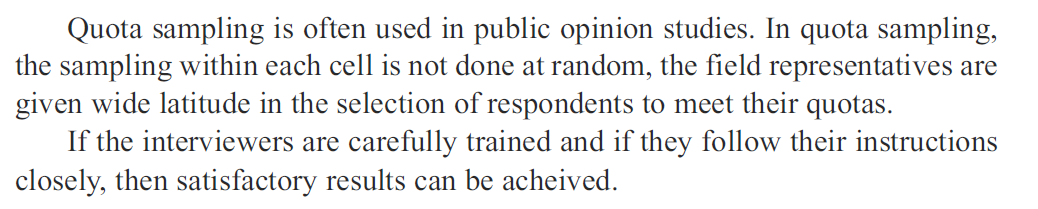 Quota sampling is often used in public opinion studies. In quota sampling,
the sampling within each cell is not done at random, the field representatives are
given wide latitude in the selection of respondents to meet their quotas.
If the interviewers are carefully trained and if they follow their instructions
closely, then satisfactory results can be acheived.